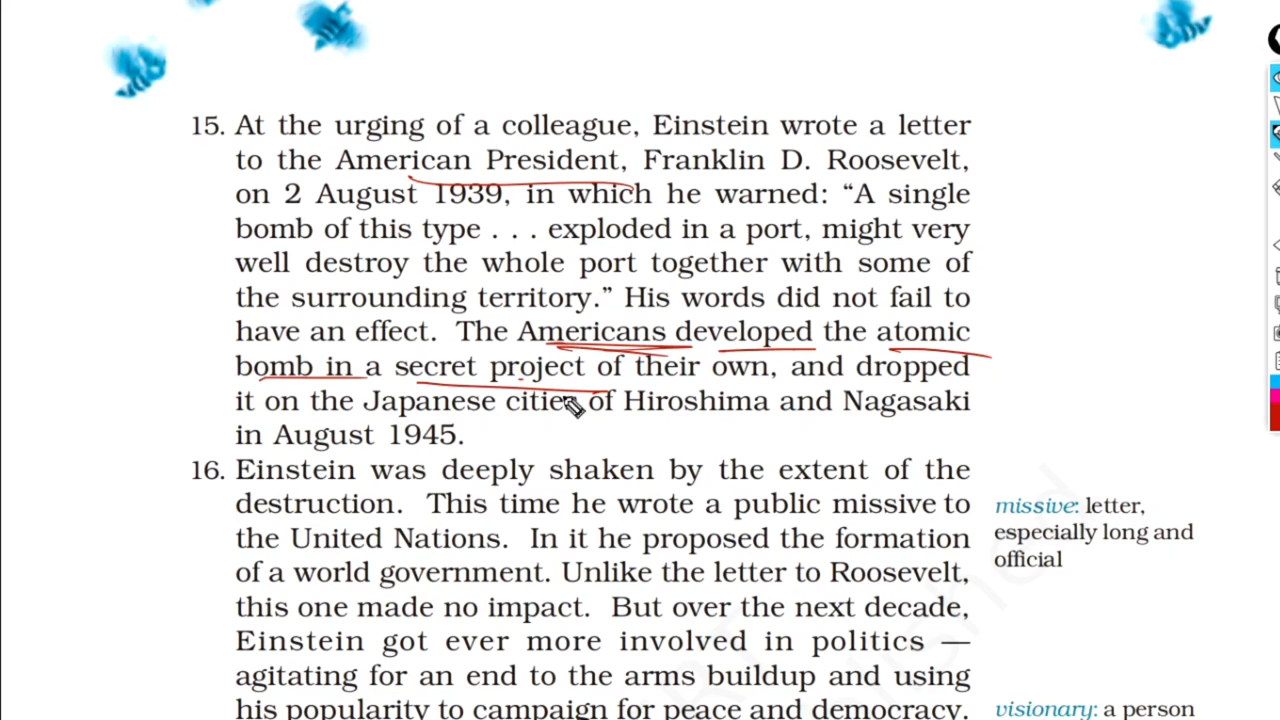 15. At the urging of a colleague, Einstein wrote a letter
to the American President, Franklin D. Roosevelt,
on 2 August 1939, in which he warned: “A single
bomb of this type . . . exploded in a port, might very
well destroy the whole port together with some of
the surrounding territory.” His words did not fail to
have an effect. The Americans developed the atomic
bomb in a secret project of their own, and dropped
it on the Japanese cities of Hiroshima and Nagasaki
in August 1945.
16. Einstein was deeply shaken by the extent of the
destruction. This time he wrote a public missive to
the United Nations. In it he proposed the formation
of a world government. Unlike the letter to Roosevelt,
this one made no impact. But over the next decade,
Einstein got ever more involved in politics —
agitating for an end to the arms buildup and using
his popularity to campaign for peace and democracy.
missive: letter,
especially long and
official
visionary: a person